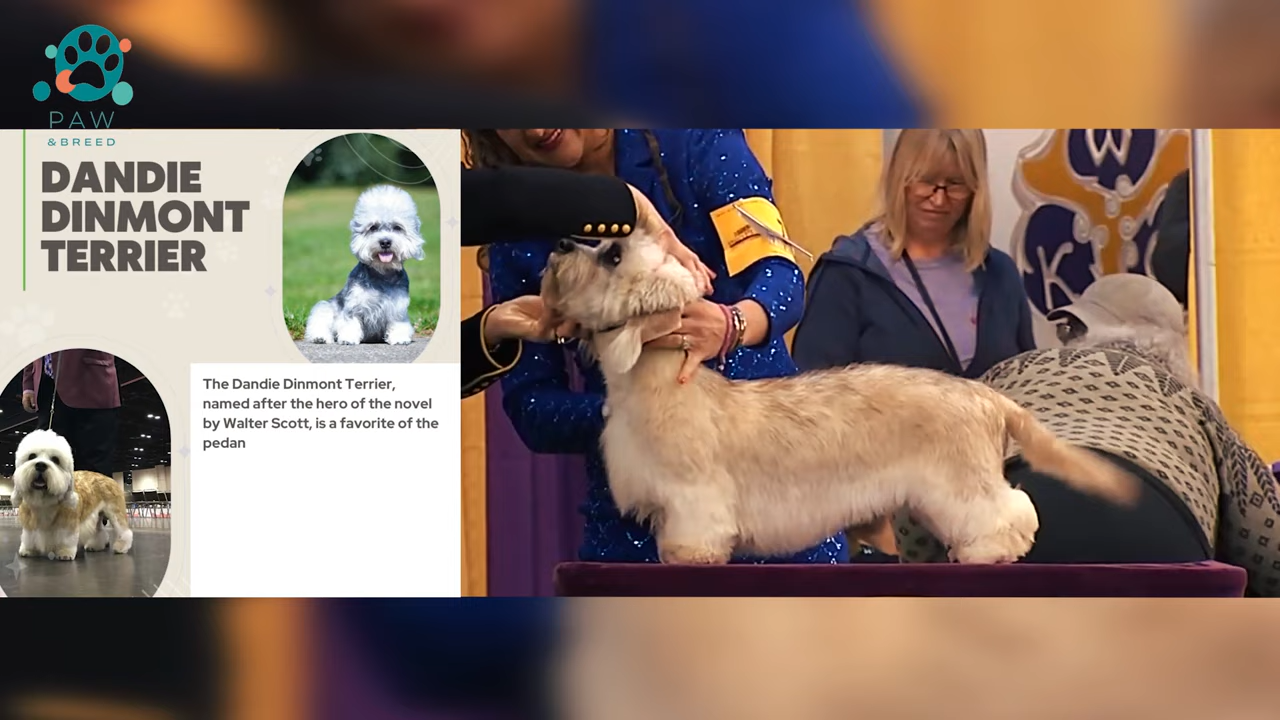 PAW
& BREED
DANDIE
DINMONT
TERRIER
The Dandie Dinmont Terrier,
named after the hero of the novel
by Walter Scott, is a favorite of the
pedan
W
K